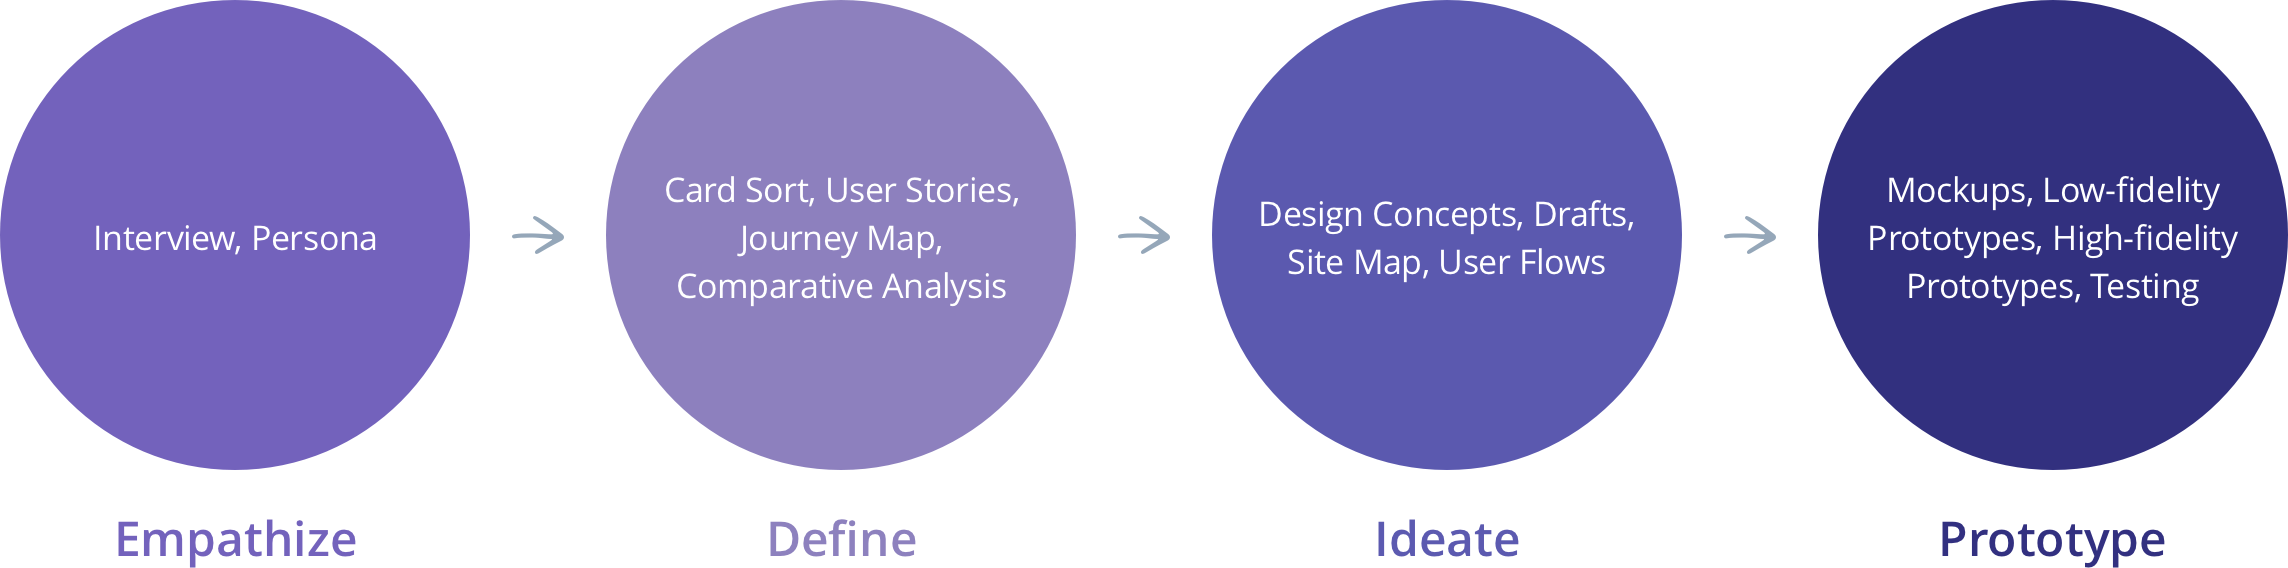 Interview, Persona
Card Sort, User Stories,
Journey Map,
Comparative Analysis
Design Concepts, Drafts,
Site Map, User Flows
Mockups, Low-fidelity
Prototypes, High-fidelity
Prototypes, Testing
Empathize
Define
Ideate
Prototype